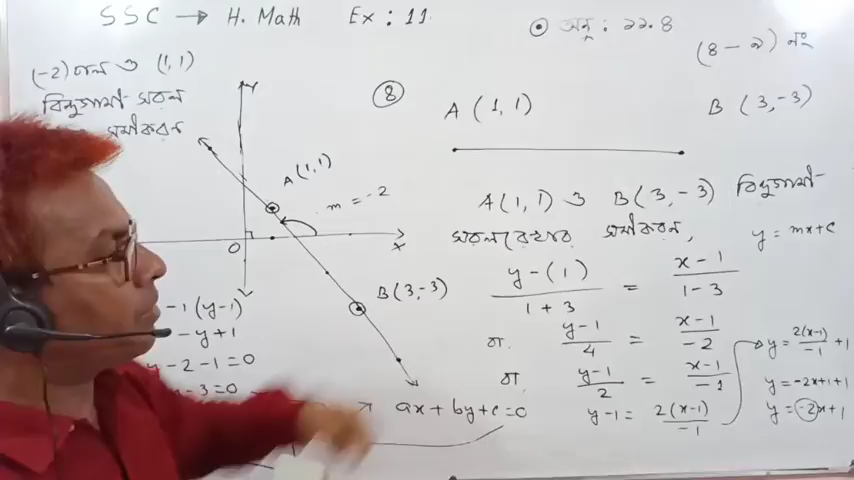 SSC → H. Math Ex : 11
অনু : ১১.৪
(৪ - ৯) নং
(-2) ঢাল ও (1,1)
বিন্দুগামী সরল
সমীকরণ
Y
A(1,1)
m = -2
O
X
B(3,-3)
-1(y-1)
-y+1
y-2-1=0
-3=0
ax+by+c=0
৪
A (1,1) B (3,-3)
A(1,1) ও B(3,-3) বিন্দুগামী
সরলরেখার সমীকরণ,
y = mx+c
y-(1)/1+3 = x-1/1-3
বা, y-1/4 = x-1/-2
বা, y-1/2 = x-1/-1
y-1 = 2(x-1)/-1
y = 2(x-1)/-1 +1
y = -2x+1+1
y = -2x+1